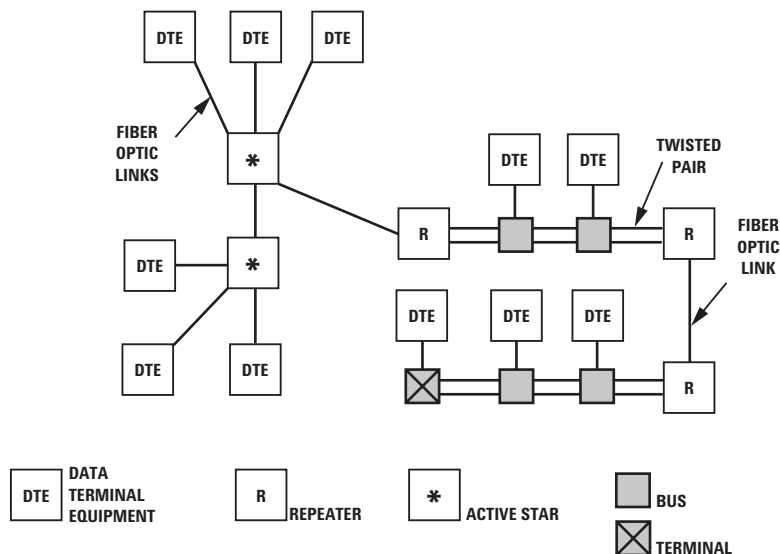 DTE
DTE
DTE
FIBER
OPTIC
LINKS
*
DTE
DTE
TWISTED
PAIR
R
R
FIBER
OPTIC
LINK
DTE
*
DTE
DTE
DTE
DTE
DTE
R
DTE
DATA
TERMINAL
EQUIPMENT
R
REPEATER
*
ACTIVE STAR
BUS
TERMINAL